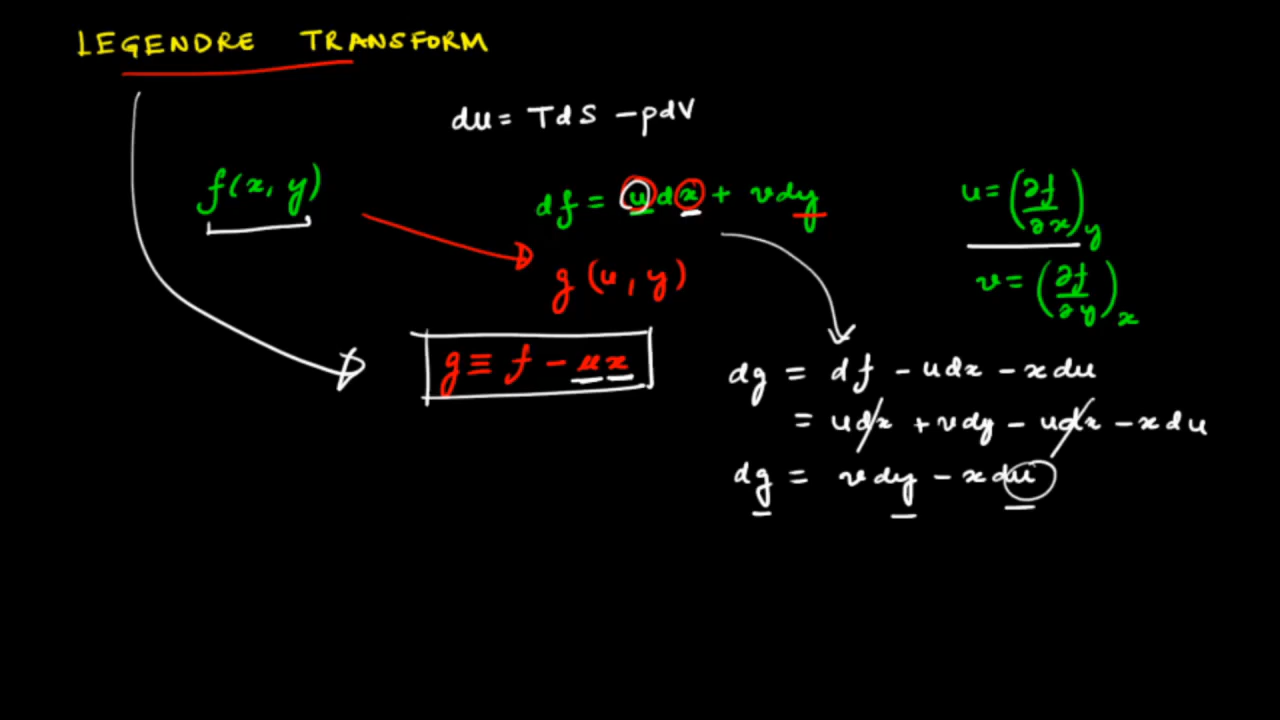 LEGENDRE TRANSFORM
du = TdS - pdV
f(x, y)
df = udx + vdy
u = (∂f/∂x)y
g (u, y)
v = (∂f/∂y)x
g ≡ f - ux
dg = df - udx - xdu
= udx + vdy - udx - xdu
dg = vdy - xdu